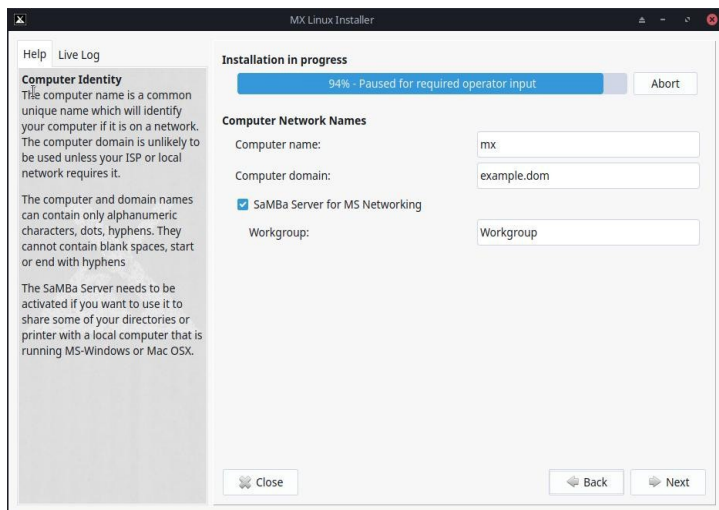 MX Linux Installer
Help
Live Log
Computer Identity
The computer name is a common
unique name which will identify
your computer if it is on a network.
The computer domain is unlikely to
be used unless your ISP or local
network requires it.
The computer and domain names
can contain only alphanumeric
characters, dots, hyphens. They
cannot contain blank spaces, start
or end with hyphens
The SaMBa Server needs to be
activated if you want to use it to
share some of your directories or
printer with a local computer that is
running MS-Windows or Mac OSX.
Installation in progress
94% - Paused for required operator input
Abort
Computer Network Names
Computer name: mx
Computer domain: example.dom
SaMBa Server for MS Networking
Workgroup: Workgroup
Close
Back
Next